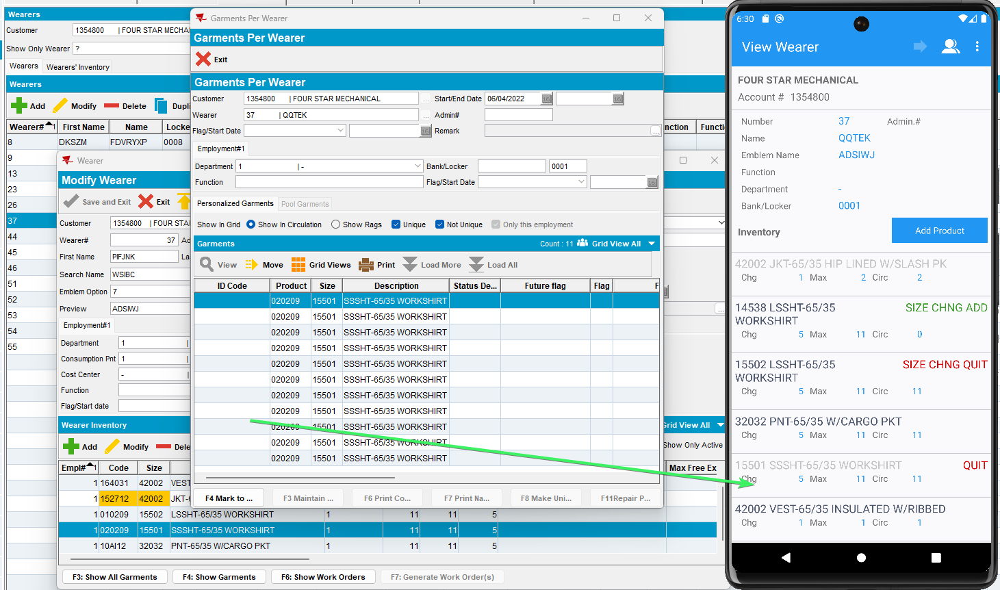 Wearers
Customer 1354800 | FOUR STAR MECHANI
Show Only Wearer ?
Wearers Wearers' Inventory
Wearers
Add Modify Delete Dupli
Wearer# 1 First Name Name Locke
8 DKSZM FDVRYXP 0008
9
13
23
26
37
44
45
46
51
52
53
54
55
nction Functi
Wearer
Modify Wearer
Save and Exit Exit
Customer 1354800 | FOUR STAI
Wearer# 37 Ad
First Name PIFJNK La
Search Name WSIBC
Emblem Option 7
Preview ADSIWJ
...
Employment#1
Department 1 |
Consumption Pnt 1 |
Cost Center - |
Function
Flag/Start date
Wearer Inventory Grid View All
Add Modify Dele Show Only Active
Empl# 1 Code Size Max Free Ex
1 164031 42002 VEST
1 152712 42002 JKT-6
1 010209 15502 LSSHT-65/35 WORKSHIRT 1 11 11 5
1 020209 15501 SSSHT-65/35 WORKSHIRT 1 11 11 5
1 10AI12 32032 PNT-65/35 W/CARGO PKT 1 11 11 5
F3: Show All Garments F4: Show Garments F6: Show Work Orders F7: Generate Work Order(s)
Garments Per Wearer
Garments Per Wearer
Exit
Garments Per Wearer
Customer 1354800 | FOUR STAR MECHANICAL ... Start/End Date 06/04/2022 16 16
Wearer 37 | QQTEK ... Admin#
Flag/Start Date 16 Remark ...
Employment#1
Department 1 | - Bank/Locker 0001
Function Flag/Start Date 16
Personalized Garments Pool Garments
Show In Grid Show In Circulation Show Rags Unique Not Unique Only this employment
Garments Count : 11 Grid View All
View Move Grid Views Print Load More Load All
ID Code Product Size Description Status De... Future flag Flag F
020209 15501 SSSHT-65/35 WORKSHIRT
020209 15501 SSSHT-65/35 WORKSHIRT
020209 15501 SSSHT-65/35 WORKSHIRT
020209 15501 SSSHT-65/35 WORKSHIRT
020209 15501 SSSHT-65/35 WORKSHIRT
020209 15501 SSSHT-65/35 WORKSHIRT
020209 15501 SSSHT-65/35 WORKSHIRT
020209 15501 SSSHT-65/35 WORKSHIRT
020209 15501 SSSHT-65/35 WORKSHIRT
020209 15501 SSSHT-65/35 WORKSHIRT
020209 15501 SSSHT-65/35 WORKSHIRT
F4 Mark to ... F3 Maintain ... F6 Print Co... F7 Print Na... F8 Make Uni... F11Repair P...
6:30
View Wearer
FOUR STAR MECHANICAL
Account # 1354800
Number 37 Admin.#
Name QQTEK
Emblem Name ADSIWJ
Function
Department -
Bank/Locker 0001
Inventory Add Product
42002 JKT-65/35 HIP LINED W/SLASH PK
Chg 1 Max 2 Circ 2
14538 LSSHT-65/35 SIZE CHNG ADD
WORKSHIRT
Chg 5 Max 11 Circ 0
15502 LSSHT-65/35 SIZE CHNG QUIT
WORKSHIRT
Chg 5 Max 11 Circ 11
32032 PNT-65/35 W/CARGO PKT
Chg 5 Max 11 Circ 11
15501 SSSHT-65/35 WORKSHIRT QUIT
Chg 5 Max 11 Circ 11
42002 VEST-65/35 INSULATED W/RIBBED
Chg 1 Max 1 Circ 1